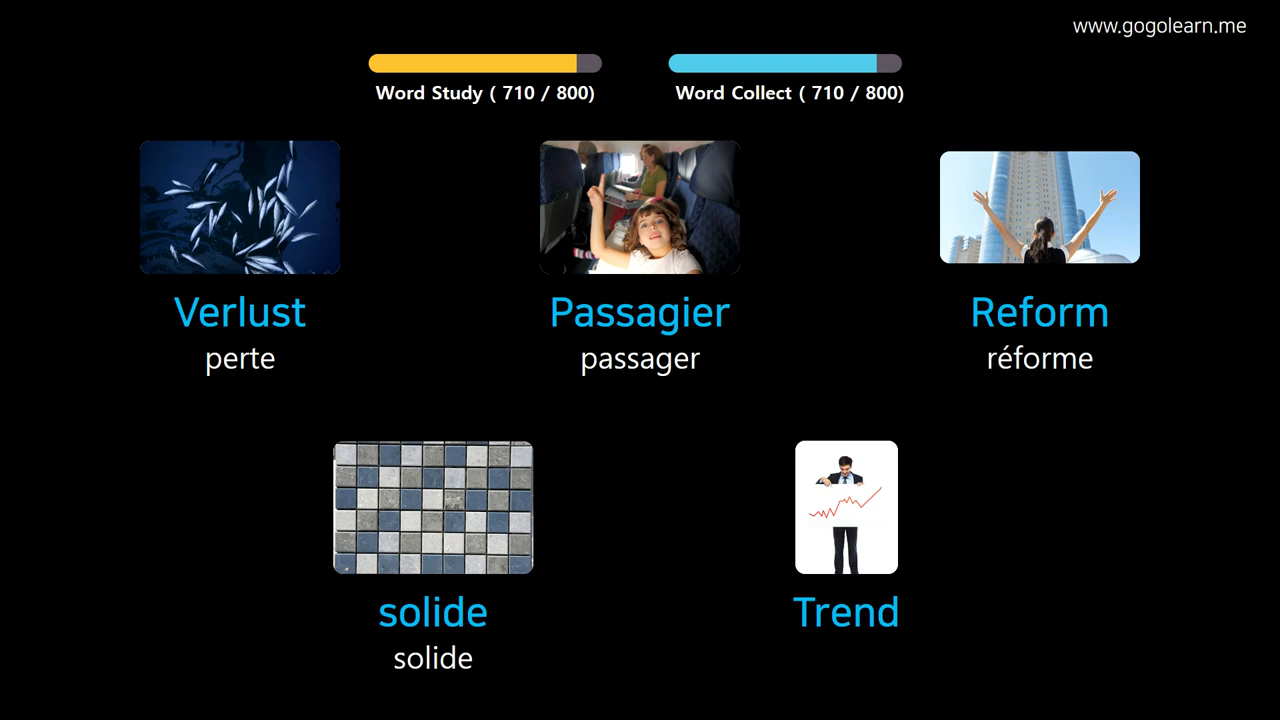 www.gogolearn.me
Word Study ( 710 / 800)
Word Collect ( 710 / 800)
Verlust
perte
Passagier
passager
Reform
réforme
solide
solide
Trend